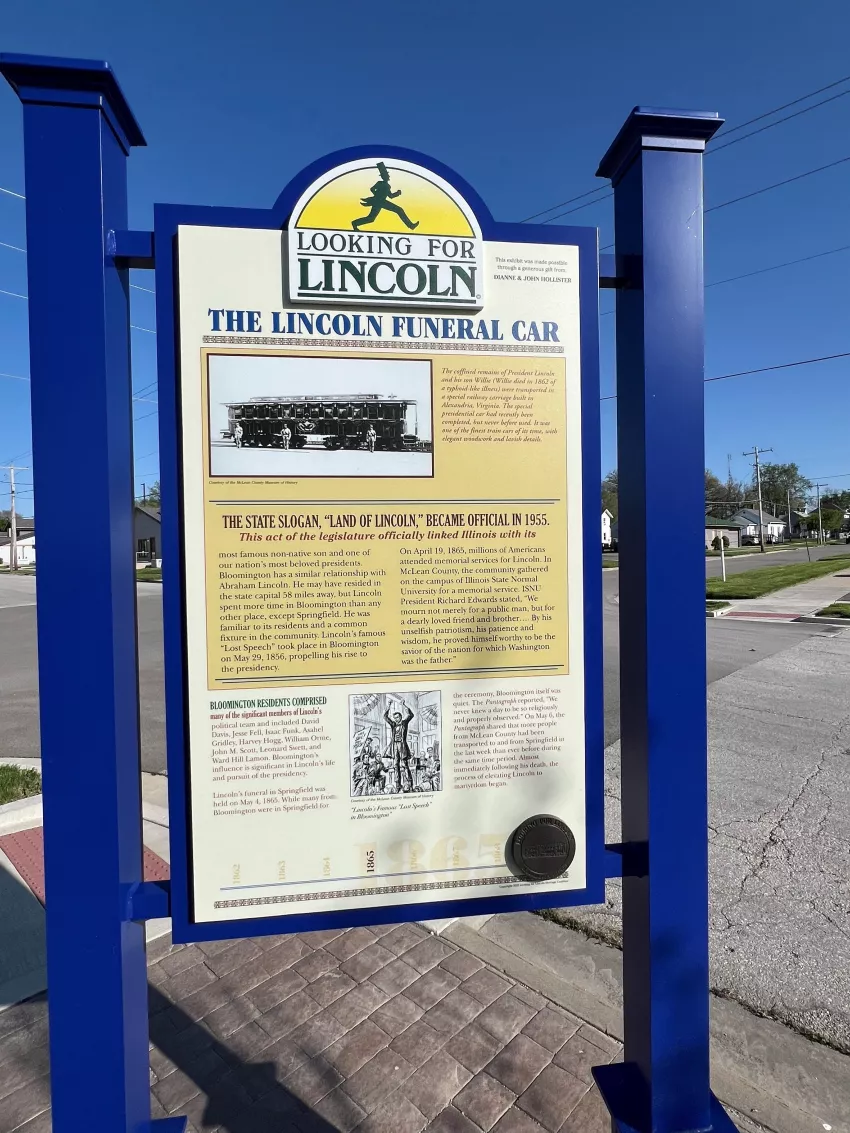 LOOKING FOR
LINCOLN
This exhibit was made possible
through a generous gift from
DIANNE & JOHN HOLLISTER
THE LINCOLN FUNERAL CAR
The coffined remains of President Lincoln
and his son Willie (Willie died in 1862 of
a typhoid-like illness) were transported in
a special railway carriage built in
Alexandria, Virginia. The special
presidential car had recently been
completed, but never before used. It was
one of the finest train cars of its time, with
elegant woodwork and lavish details.
Courtesy of the McLean County Museum of History
THE STATE SLOGAN, “LAND OF LINCOLN,” BECAME OFFICIAL IN 1955.
This act of the legislature officially linked Illinois with its
most famous non-native son and one of
our nation's most beloved presidents.
Bloomington has a similar relationship with
Abraham Lincoln. He may have resided in
the state capital 58 miles away, but Lincoln
spent more time in Bloomington than any
other place, except Springfield. He was
familiar to its residents and a common
fixture in the community. Lincoln's famous
“Lost Speech” took place in Bloomington
on May 29, 1856, propelling his rise to
the presidency.
On April 19, 1865, millions of Americans
attended memorial services for Lincoln. In
McLean County, the community gathered
on the campus of Illinois State Normal
University for a memorial service. ISNU
President Richard Edwards stated, “We
mourn not merely for a public man, but for
a dearly loved friend and brother.... By his
unselfish patriotism, his patience and
wisdom, he proved himself worthy to be the
savior of the nation for which Washington
was the father.”
BLOOMINGTON RESIDENTS COMPRISED
many of the significant members of Lincoln's
political team and included David
Davis, Jesse Fell, Isaac Funk, Asahel
Gridley, Harvey Hogg, William Orme,
John M. Scott, Leonard Swett, and
Ward Hill Lamon. Bloomington's
influence is significant in Lincoln's life
and pursuit of the presidency.
Lincoln's funeral in Springfield was
held on May 4, 1865. While many from
Bloomington were in Springfield for
Courtesy of the McLean County Museum of History
“Lincoln's Famous “Lost Speech”
in Bloomington”
the ceremony, Bloomington itself was
quiet. The Pantagraph reported, “We
never knew a day to be so religiously
and properly observed.” On May 6, the
Pantagraph shared that more people
from McLean County had been
transported to and from Springfield in
the last week than ever before during
the same time period. Almost
immediately following his death, the
process of elevating Lincoln to
martyrdom began.
1865
1862
1863
1864
1865